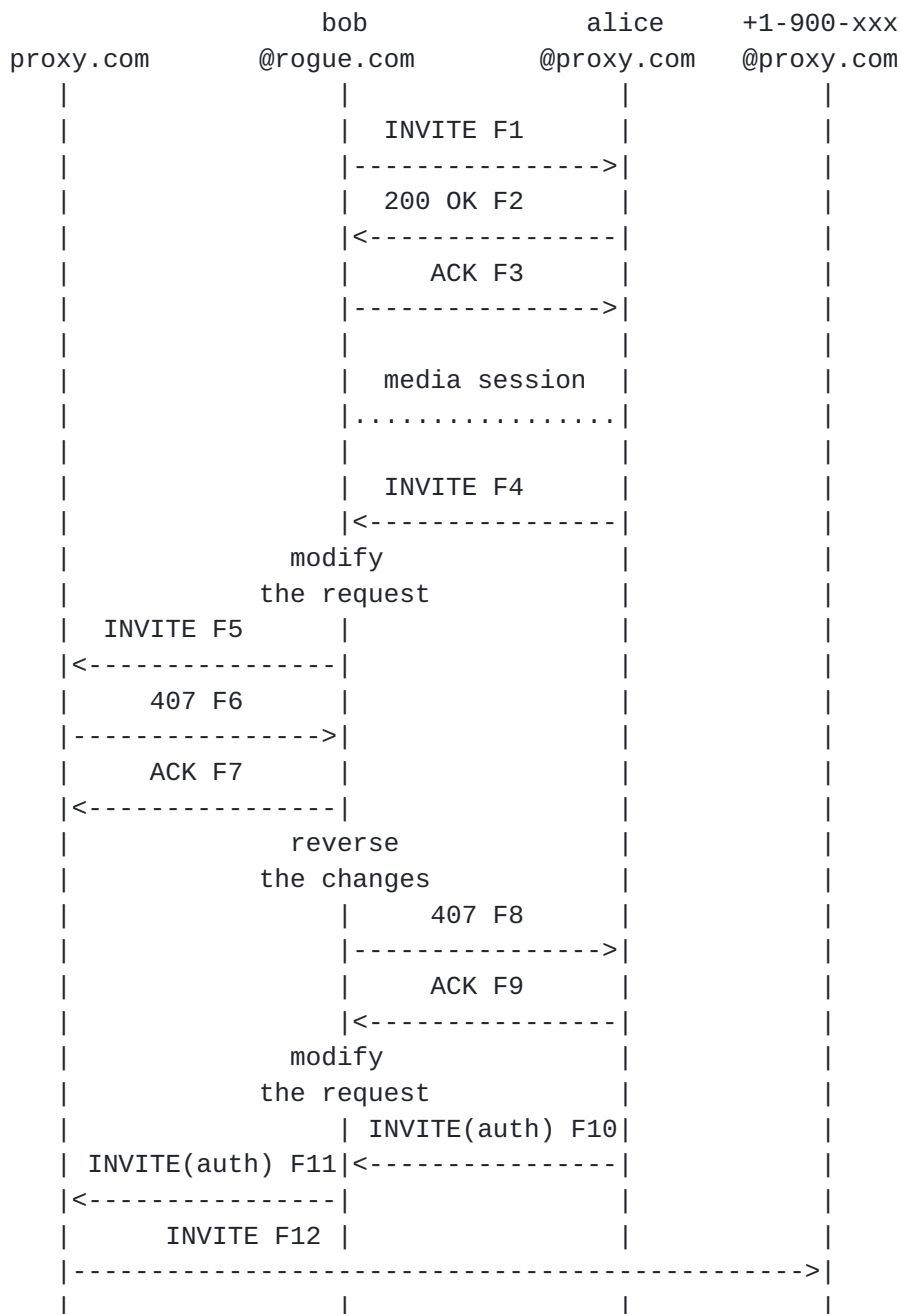 bob alice +1-900-xxx
proxy.com @rogue.com @proxy.com @proxy.com
INVITE F1
200 OK F2
ACK F3
media session
INVITE F4
modify
the request
INVITE F5
407 F6
ACK F7
reverse
the changes
407 F8
ACK F9
modify
the request
INVITE(auth) F10
INVITE(auth) F11
INVITE F12